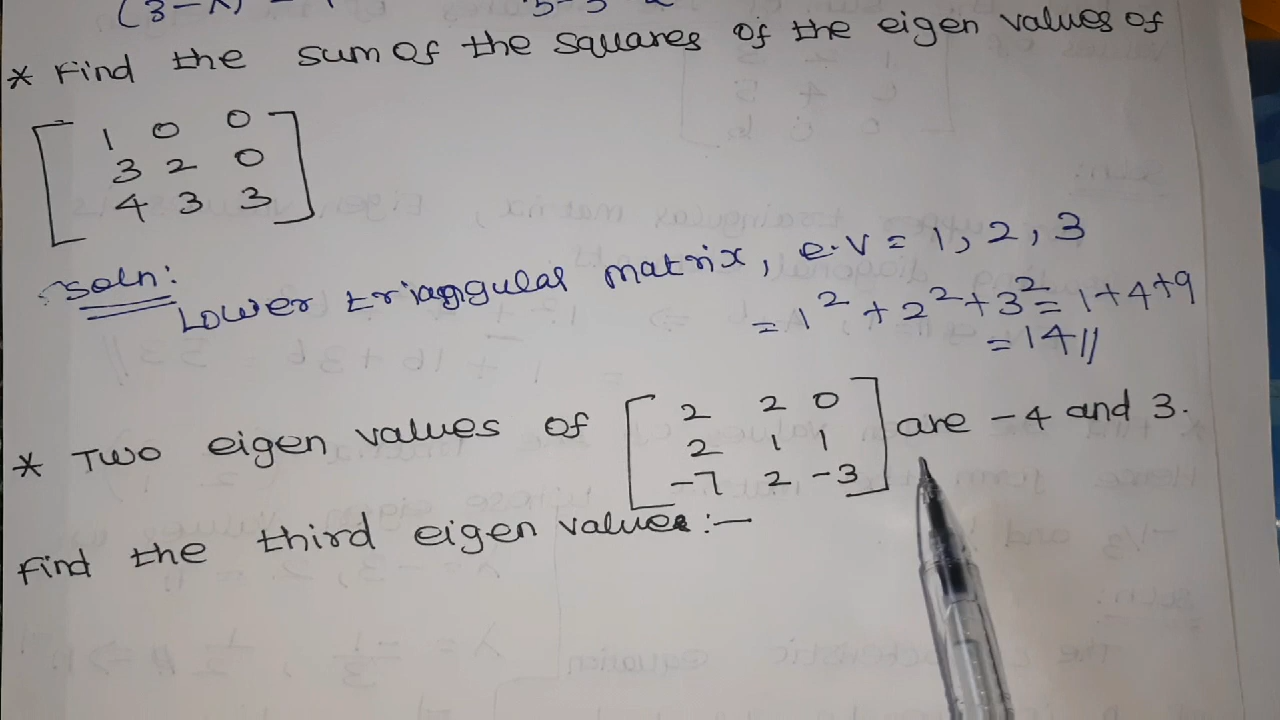 (3-λ)
* Find the sum of the squares of the eigen values of
[ 1 0 0
3 2 0
4 3 3 ]
Soln:
Lower triangular matrix, e.v = 1, 2, 3
= 1² + 2² + 3² = 1+4+9
= 14 //
* Two eigen values of [ 2 2 0
2 1 1
-7 2 -3 ] are -4 and 3.
Find the third eigen values :-